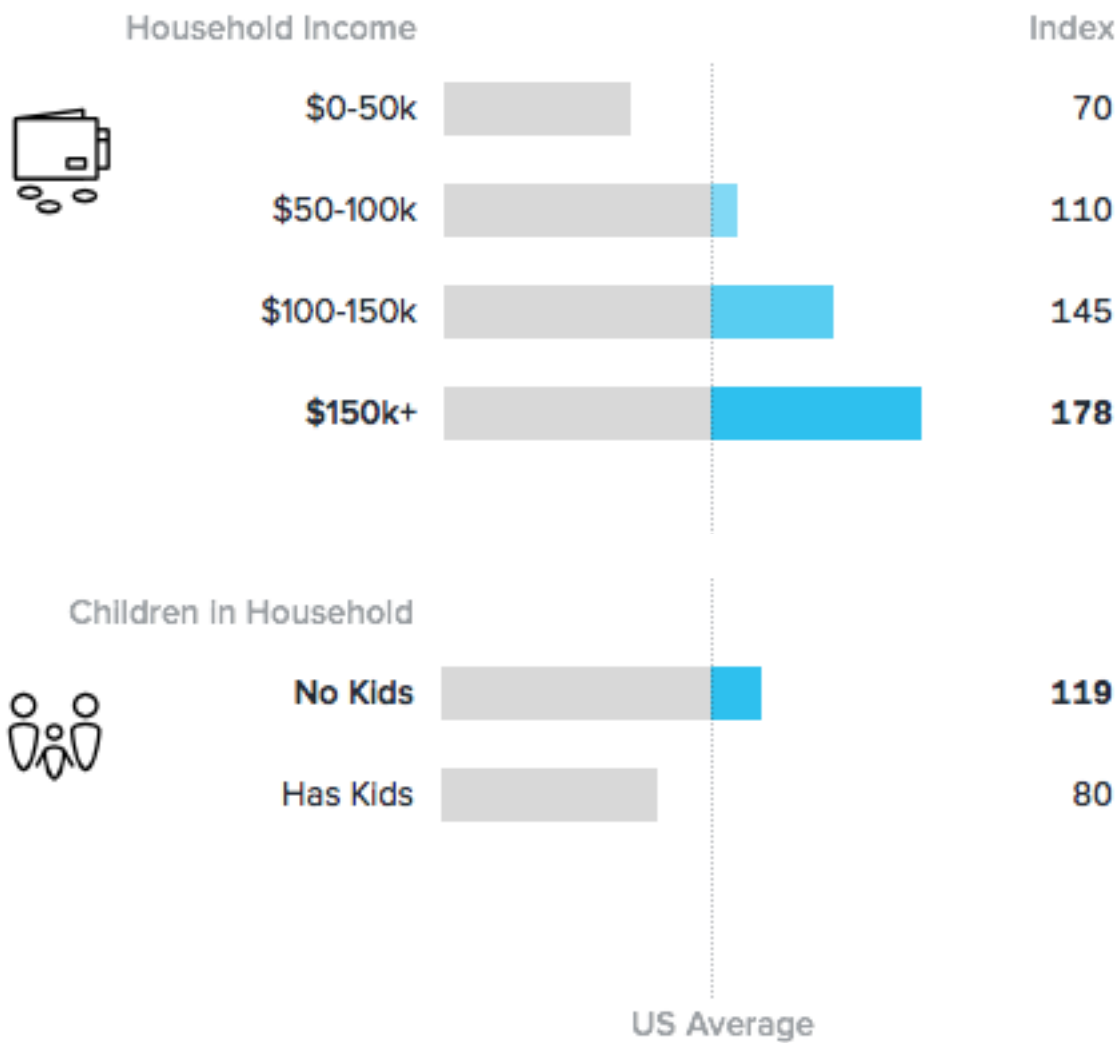 Household Income Index
$0-50k 70
$50-100k 110
$100-150k 145
$150k+ 178
Children in Household
No Kids 119
Has Kids 80
US Average